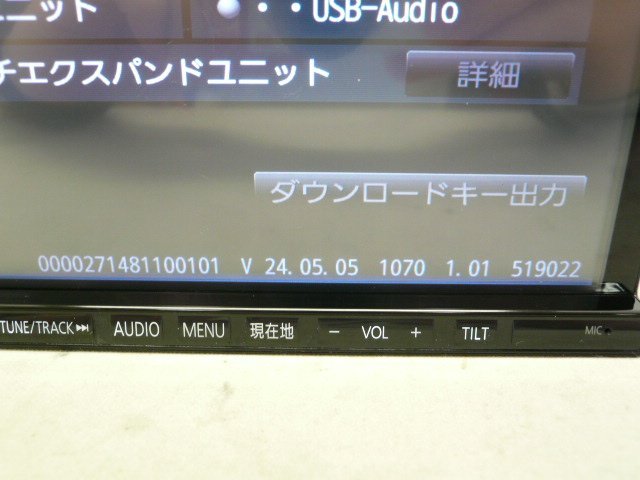 ユニット ・・USB-Audio
チエクスパンドユニット 詳細
ダウンロードキー出力
0000271481100101 V 24.05.05 1070 1.01 519022
TUNE/TRACK AUDIO MENU 現在地 − VOL + TILT MIC